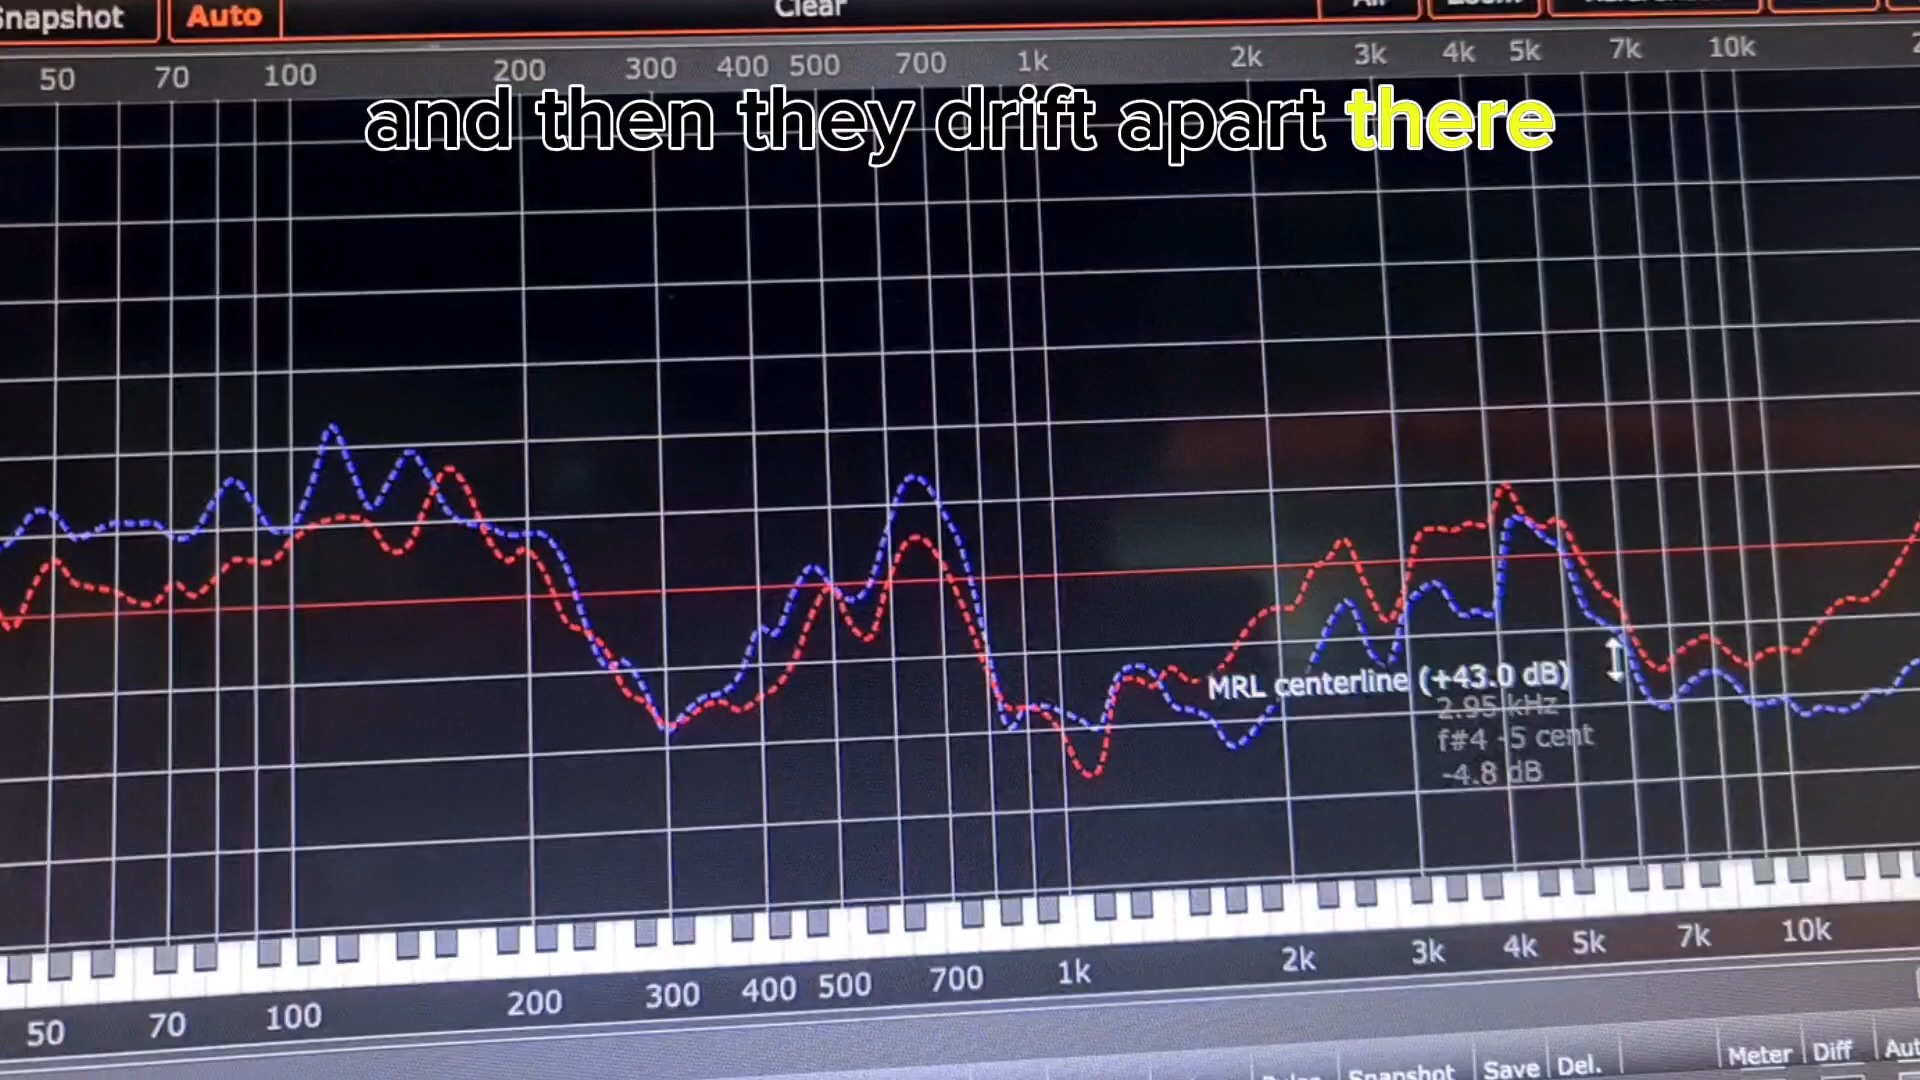 Snapshot Auto Clear
50 70 100 200 300 400 500 700 1k 2k 3k 4k 5k 7k 10k
and then they drift apart there
MRL centerline (+43.0 dB)
2.95 kHz
f#4 -5 cent
-4.8 dB
50 70 100 200 300 400 500 700 1k 2k 3k 4k 5k 7k 10k
Snapshot Save Del. Meter Diff